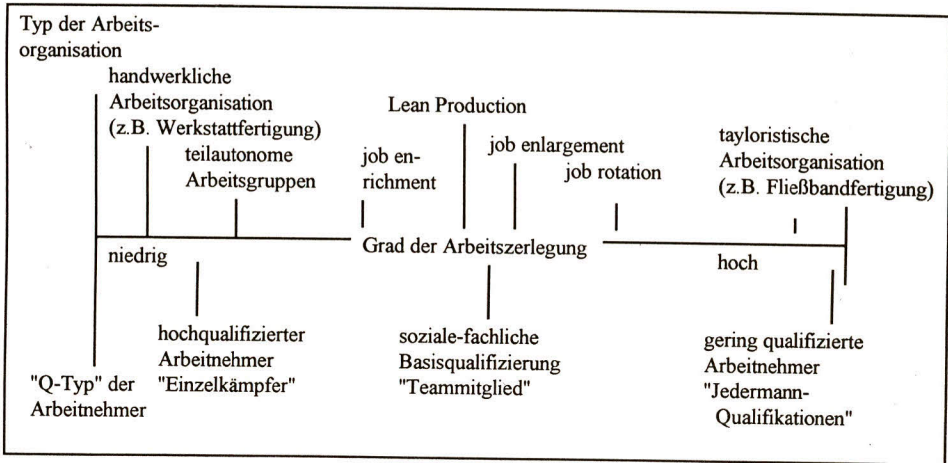 Typ der Arbeits-
organisation
handwerkliche
Arbeitsorganisation
(z.B. Werkstattfertigung)
teilautonome
Arbeitsgruppen
job en-
richment
Lean Production
job enlargement
job rotation
tayloristische
Arbeitsorganisation
(z.B. Fließbandfertigung)
niedrig
Grad der Arbeitszerlegung
hoch
"Q-Typ" der
Arbeitnehmer
hochqualifizierter
Arbeitnehmer
"Einzelkämpfer"
soziale-fachliche
Basisqualifizierung
"Teammitglied"
gering qualifizierte
Arbeitnehmer
"Jedermann-
Qualifikationen"